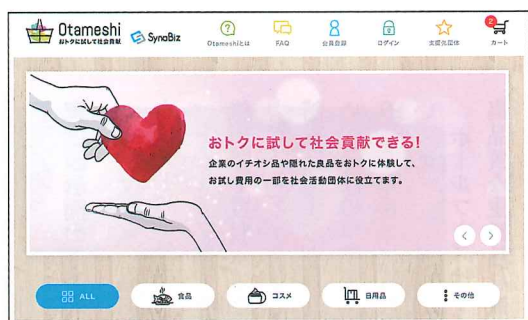 Otameshi
おトクに試して社会貢献
SynaBiz
Otameshiとは
FAQ
会員登録
ログイン
支援先団体
2
カート
おトクに試して社会貢献できる!
企業のイチオシ品や隠れた良品をおトクに体験して、
お試し費用の一部を社会活動団体に役立てます。
ALL
食品
コスメ
日用品
その他